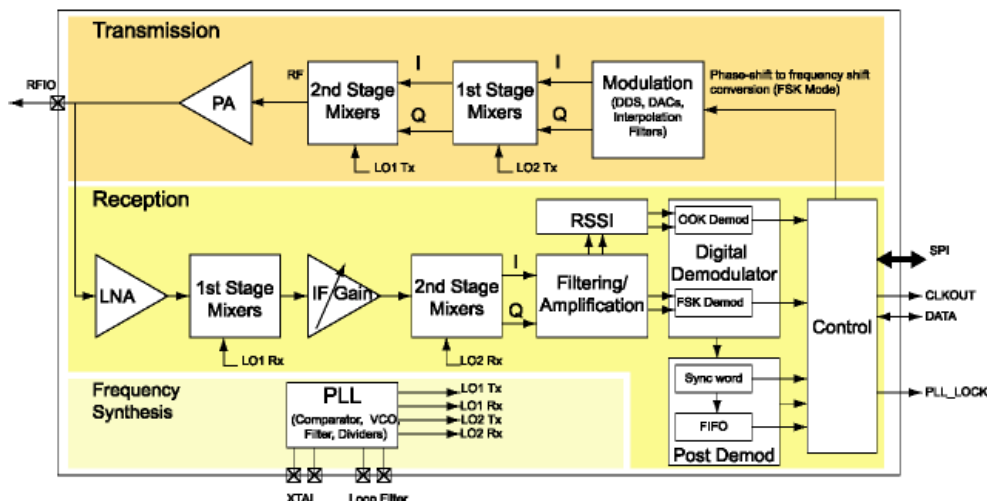 Transmission
RFIO
PA
RF
2nd Stage
Mixers
LO1 Tx
I
Q
1st Stage
Mixers
LO2 Tx
I
Q
Modulation
(DDS, DACs,
Interpolation
Filters)
Phase-shift to frequency shift
conversion (FSK Mode)
Reception
LNA
1st Stage
Mixers
LO1 Rx
IF Gain
2nd Stage
Mixers
LO2 Rx
I
Q
RSSI
Filtering/
Amplification
OOK Demod
Digital
Demodulator
FSK Demod
Sync word
FIFO
Post Demod
Control
SPI
CLKOUT
DATA
PLL_LOCK
Frequency
Synthesis
PLL
(Comparator, VCO,
Filter, Dividers)
LO1 Tx
LO1 Rx
LO2 Tx
LO2 Rx
XTAL
Loop Filter